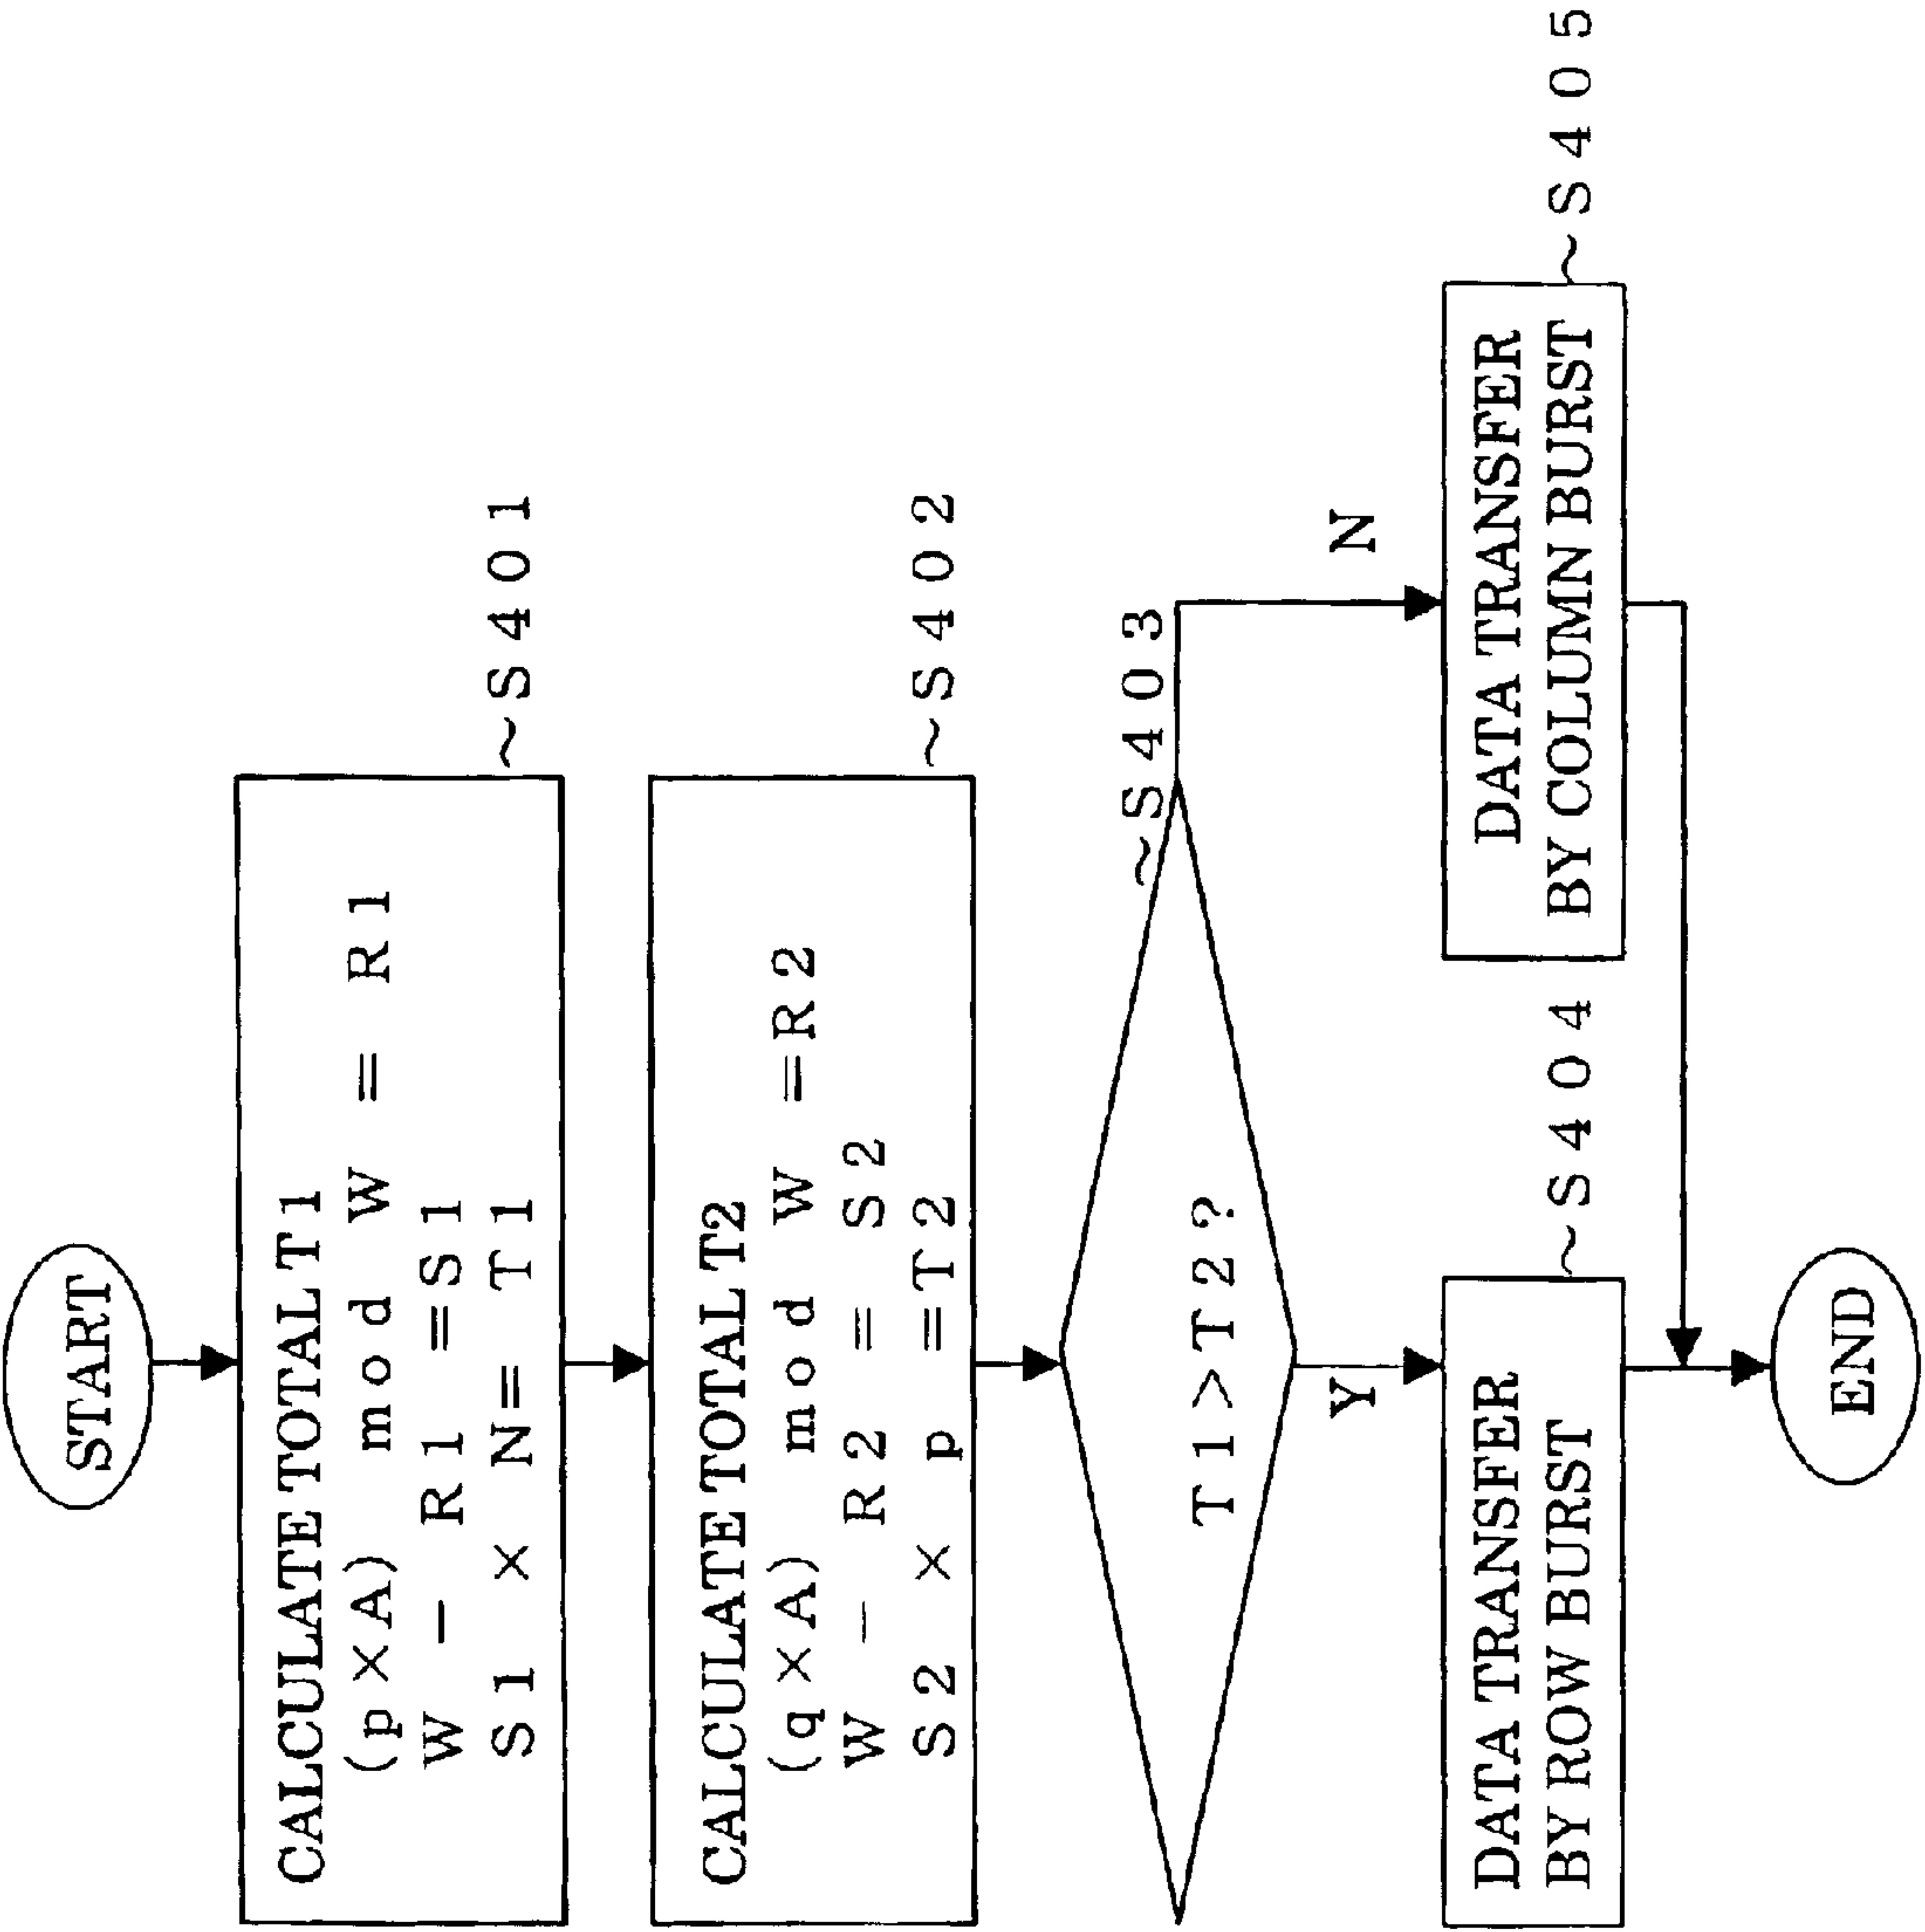 START
CALCULATE TOTAL T1
(p×A) mod W = R1
W - R1 =S1
S1 × N= T1
~S401
CALCULATE TOTAL T2
(q×A) mod W =R2
W - R2 = S2
S2 × p =T2
~S402
~S403
T1>T2?
Y
N
DATA TRANSFER
BY ROW BURST
~S404
DATA TRANSFER
BY COLUMN BURST
~S405
END